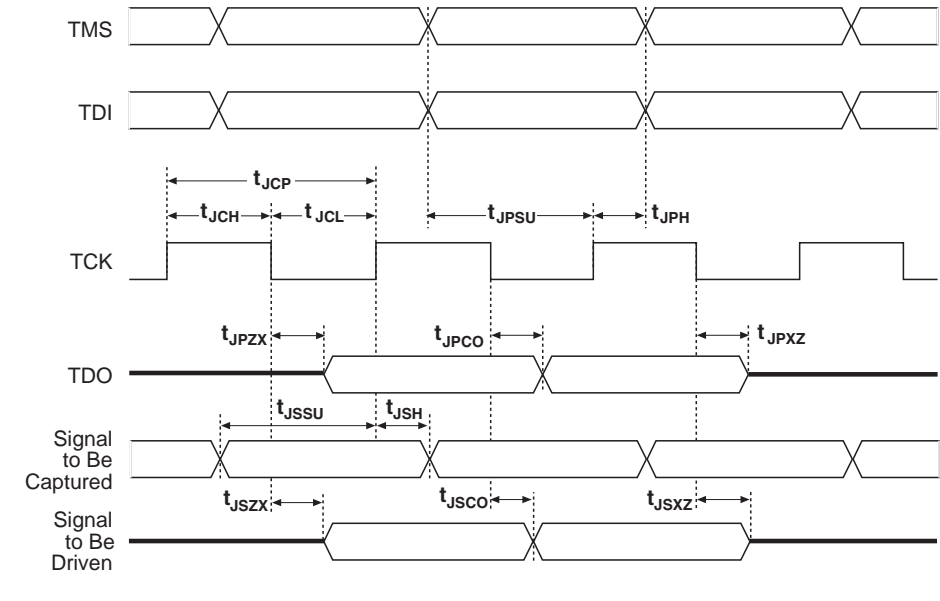 TMS
TDI
tJCP
tJCH
tJCL
tJPSU
tJPH
TCK
tJPZX
tJPCO
tJPXZ
TDO
tJSSU
tJSH
Signal
to Be
Captured
tJSZX
tJSCO
tJSXZ
Signal
to Be
Driven